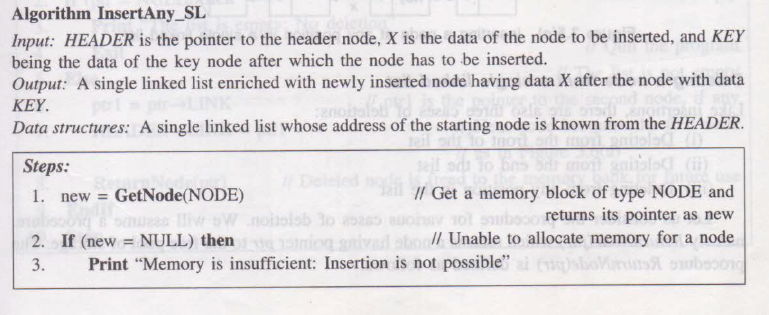 Algorithm InsertAny_SL
Input: HEADER is the pointer to the header node, X is the data of the node to be inserted, and KEY
being the data of the key node after which the node has to be inserted.
Output: A single linked list enriched with newly inserted node having data X after the node with data
KEY.
Data structures: A single linked list whose address of the starting node is known from the HEADER.
Steps:
1. new = GetNode(NODE) // Get a memory block of type NODE and
returns its pointer as new
2. If (new = NULL) then // Unable to allocate memory for a node
3. Print “Memory is insufficient: Insertion is not possible”